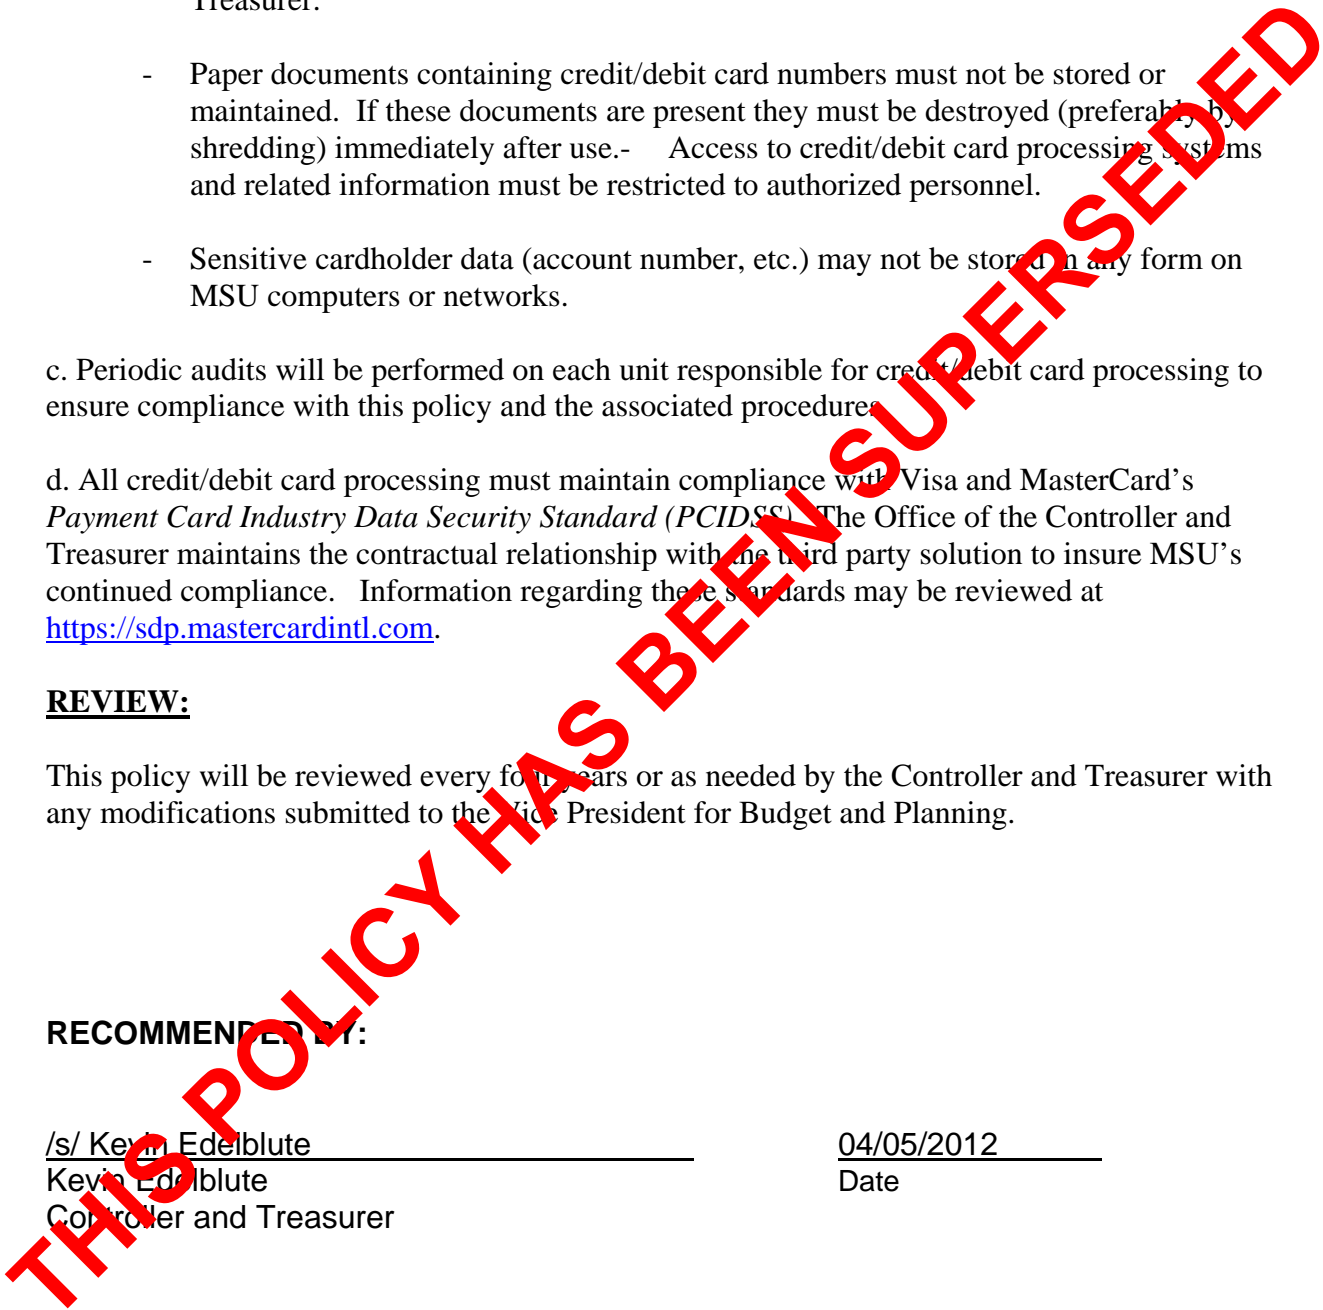 Treasurer.
- Paper documents containing credit/debit card numbers must not be stored or
maintained. If these documents are present they must be destroyed (preferably by
shredding) immediately after use.- Access to credit/debit card processing systems
and related information must be restricted to authorized personnel.
- Sensitive cardholder data (account number, etc.) may not be stored in any form on
MSU computers or networks.
c. Periodic audits will be performed on each unit responsible for credit/debit card processing to
ensure compliance with this policy and the associated procedures.
d. All credit/debit card processing must maintain compliance with Visa and MasterCard’s
Payment Card Industry Data Security Standard (PCIDSS). The Office of the Controller and
Treasurer maintains the contractual relationship with the third party solution to insure MSU’s
continued compliance. Information regarding these standards may be reviewed at
https://sdp.mastercardintl.com.
REVIEW:
This policy will be reviewed every four years or as needed by the Controller and Treasurer with
any modifications submitted to the Vice President for Budget and Planning.
RECOMMENDED BY:
/s/ Kevin Edelblute 04/05/2012
Kevin Edelblute Date
Controller and Treasurer
THIS POLICY HAS BEEN SUPERSEDED